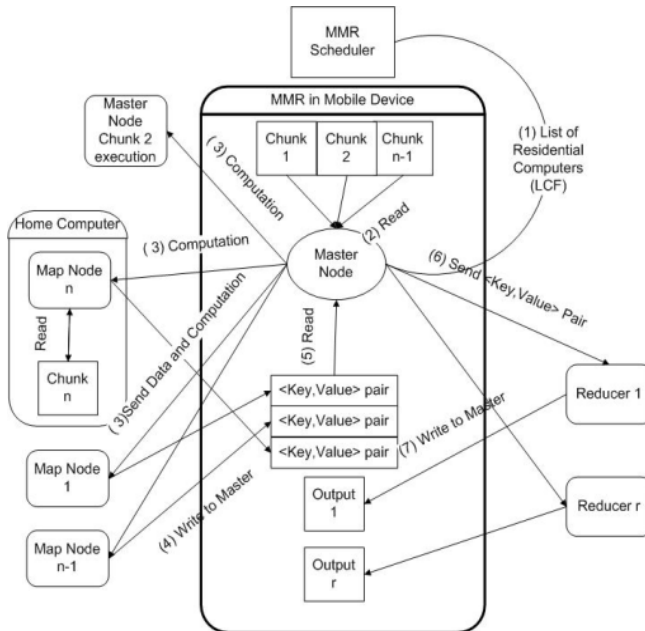 MMR
Scheduler
MMR in Mobile Device
Master
Node
Chunk 2
execution
Chunk
1
Chunk
2
Chunk
n-1
(1) List of
Residential
Computers
(LCF)
( 3) Computation
(2) Read
Home Computer
( 3) Computation
Master
Node
(6) Send <Key,Value> Pair
Map Node
n
Read
Chunk
n
(3)Send Data and Computation
(5) Read
<Key,Value> pair
<Key,Value> pair
<Key,Value> pair
(7) Write to Master
Reducer 1
Map Node
1
(4) Write to Master
Output
1
Map Node
n-1
Output
r
Reducer r